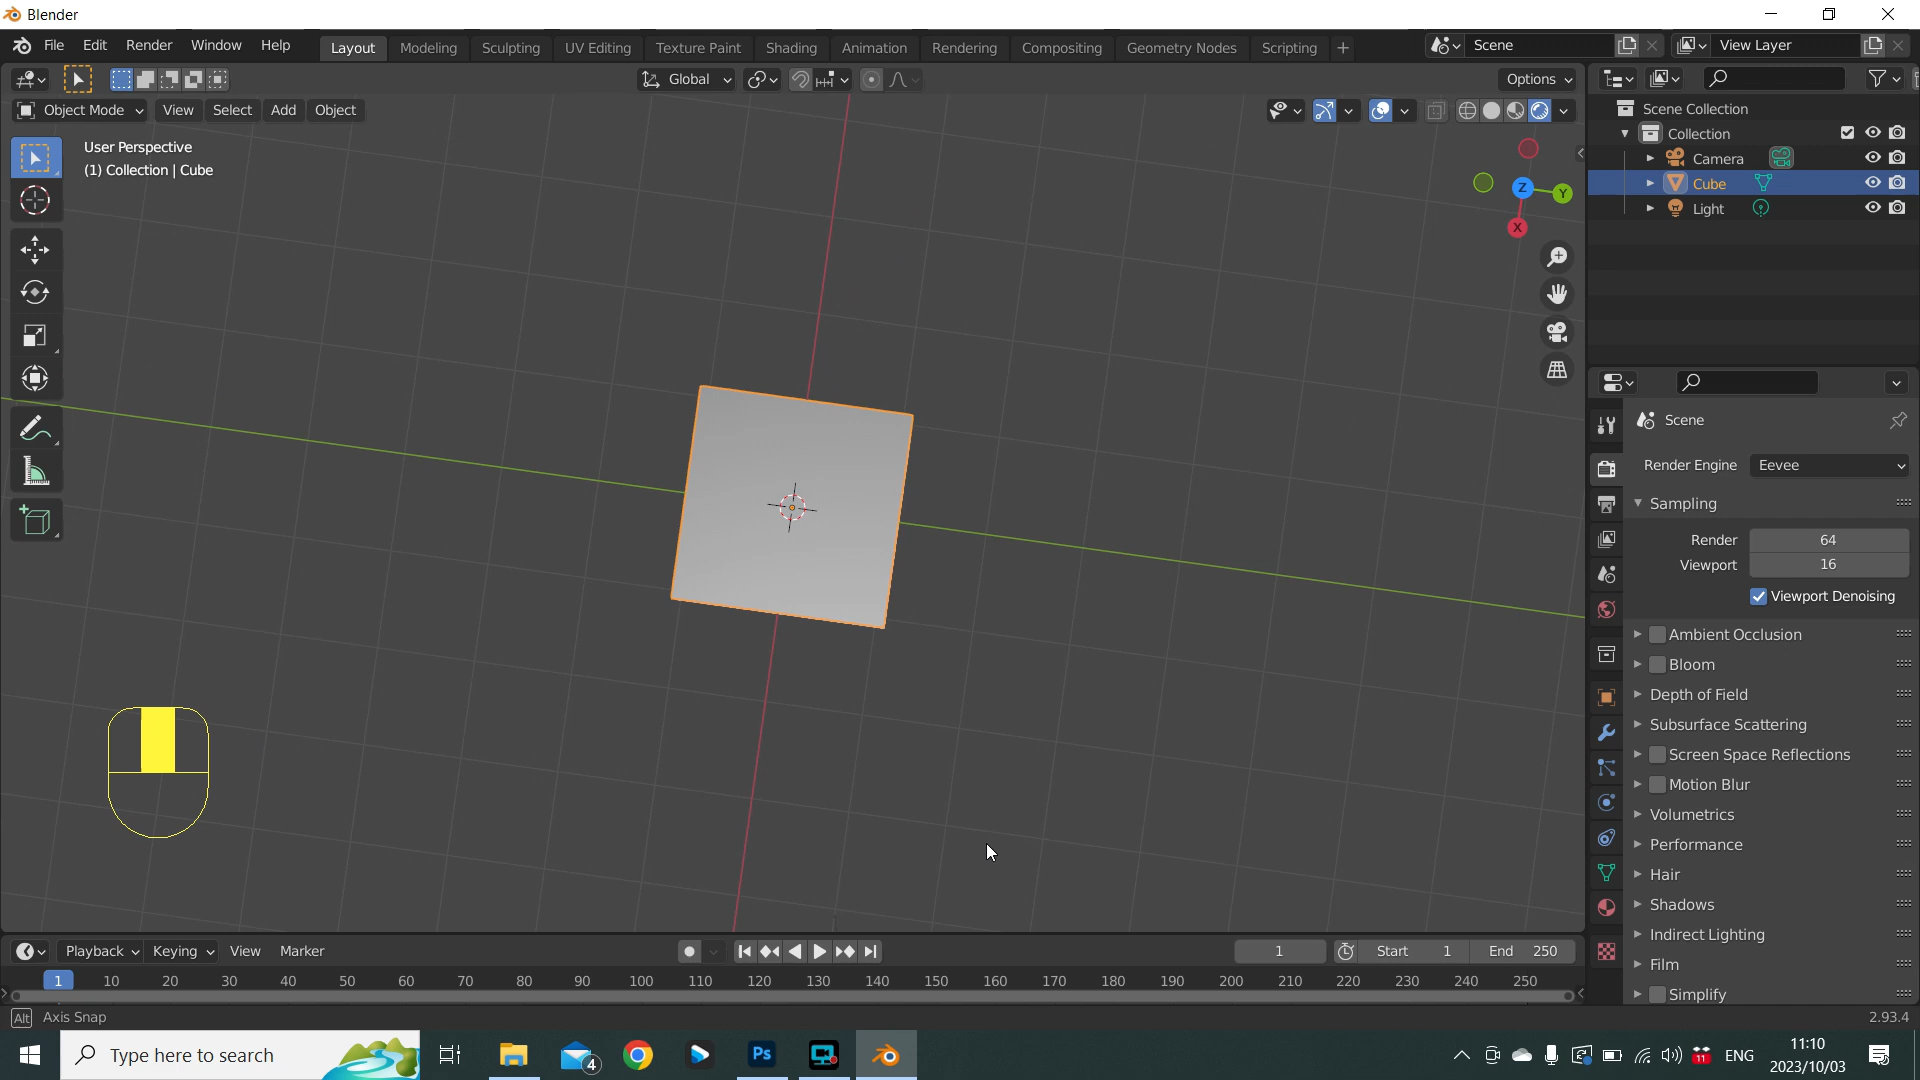 Blender
File Edit Render Window Help Layout Modeling Sculpting UV Editing Texture Paint Shading Animation Rendering Compositing Geometry Nodes Scripting + Scene View Layer
Global Options
Object Mode View Select Add Object
User Perspective
(1) Collection | Cube
Z Y
X
Scene Collection
Collection
Camera
Cube
Light
Scene
Render Engine Eevee
Sampling
Render 64
Viewport 16
Viewport Denoising
Ambient Occlusion
Bloom
Depth of Field
Subsurface Scattering
Screen Space Reflections
Motion Blur
Volumetrics
Performance
Hair
Shadows
Indirect Lighting
Film
Simplify
Playback Keying View Marker 1 Start 1 End 250
1 10 20 30 40 50 60 70 80 90 100 110 120 130 140 150 160 170 180 190 200 210 220 230 240 250
Alt Axis Snap 2.93.4
Type here to search 4 Ps 11 ENG 11:10
2023/10/03